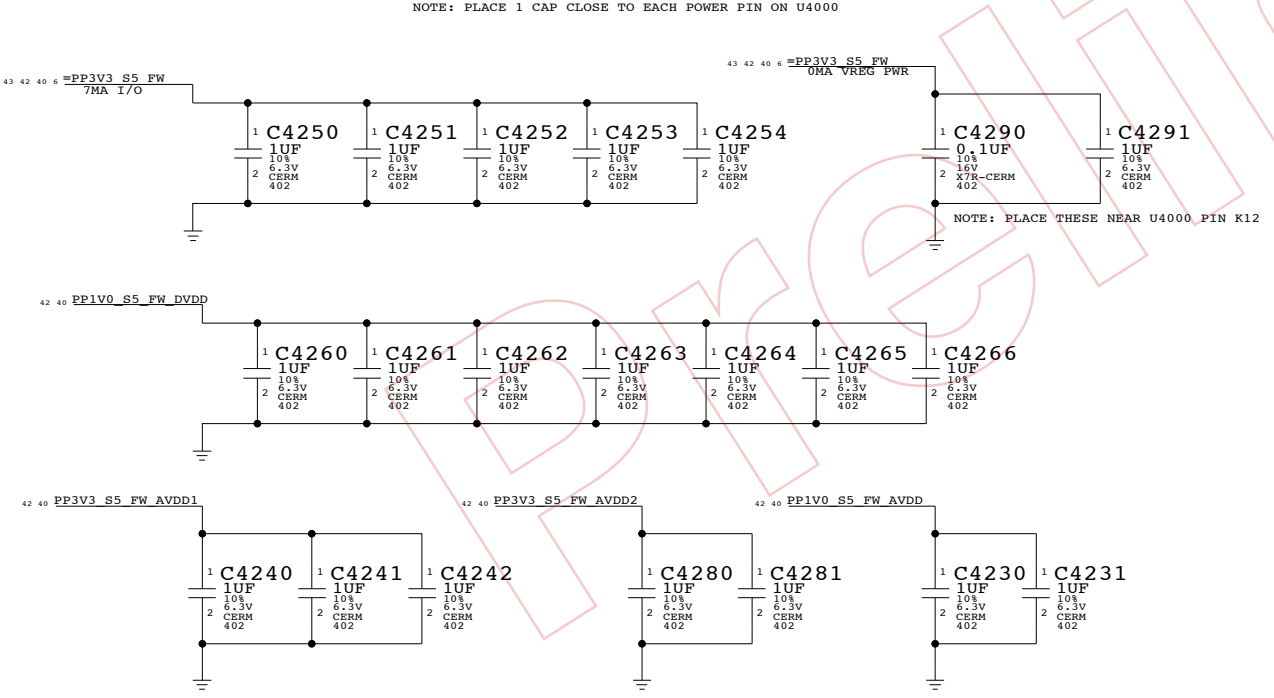 NOTE: PLACE 1 CAP CLOSE TO EACH POWER PIN ON U4000
43 42 40 6 =PP3V3_S5_FW
7MA I/O
1 C4250
1UF
10%
6.3V
2 CERM
402
1 C4251
1UF
10%
6.3V
2 CERM
402
1 C4252
1UF
10%
6.3V
2 CERM
402
1 C4253
1UF
10%
6.3V
2 CERM
402
1 C4254
1UF
10%
6.3V
2 CERM
402
43 42 40 6 =PP3V3_S5_FW
0MA VREG PWR
1 C4290
0.1UF
10%
16V
2 X7R-CERM
402
1 C4291
1UF
10%
6.3V
2 CERM
402
NOTE: PLACE THESE NEAR U4000 PIN K12
42 40 PP1V0_S5_FW_DVDD
1 C4260
1UF
10%
6.3V
2 CERM
402
1 C4261
1UF
10%
6.3V
2 CERM
402
1 C4262
1UF
10%
6.3V
2 CERM
402
1 C4263
1UF
10%
6.3V
2 CERM
402
1 C4264
1UF
10%
6.3V
2 CERM
402
1 C4265
1UF
10%
6.3V
2 CERM
402
1 C4266
1UF
10%
6.3V
2 CERM
402
42 40 PP3V3_S5_FW_AVDD1
1 C4240
1UF
10%
6.3V
2 CERM
402
1 C4241
1UF
10%
6.3V
2 CERM
402
1 C4242
1UF
10%
6.3V
2 CERM
402
42 40 PP3V3_S5_FW_AVDD2
1 C4280
1UF
10%
6.3V
2 CERM
402
1 C4281
1UF
10%
6.3V
2 CERM
402
42 40 PP1V0_S5_FW_AVDD
1 C4230
1UF
10%
6.3V
2 CERM
402
1 C4231
1UF
10%
6.3V
2 CERM
402
Preli